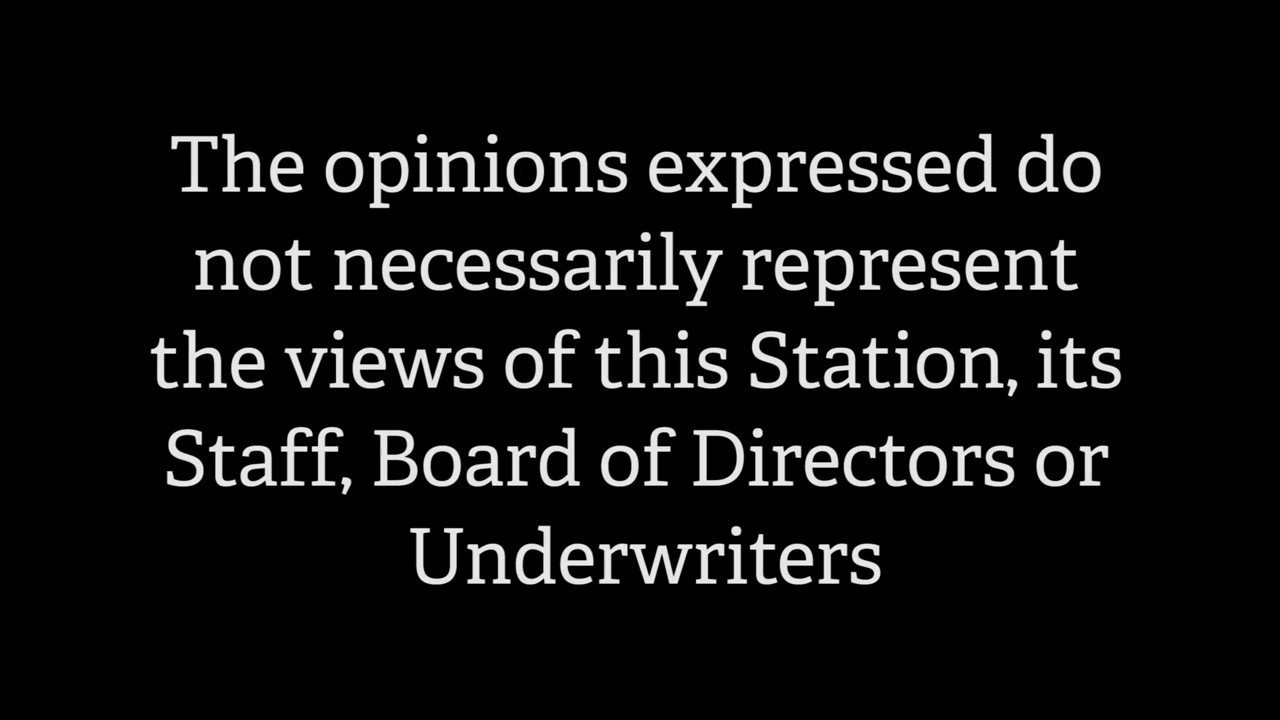 The opinions expressed do
not necessarily represent
the views of this Station, its
Staff, Board of Directors or
Underwriters